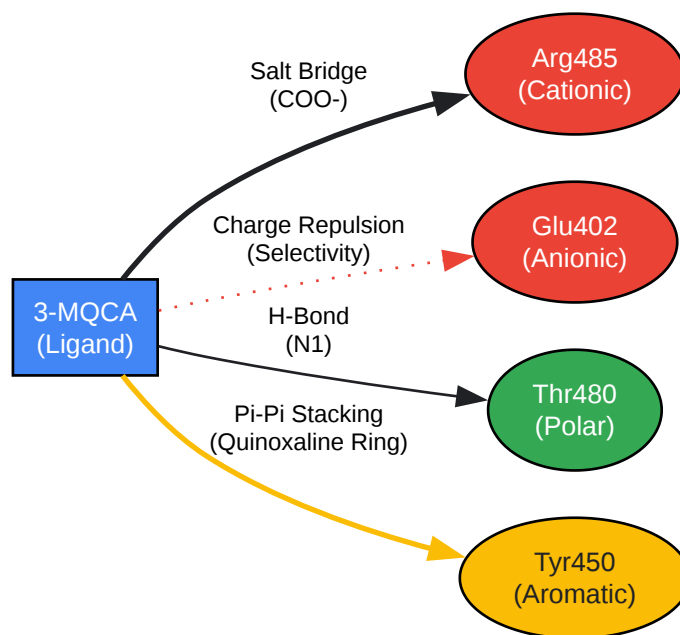 Salt Bridge
(COO-)
Arg485
(Cationic)
Charge Repulsion
(Selectivity)
Glu402
(Anionic)
3-MQCA
(Ligand)
H-Bond
(N1)
Thr480
(Polar)
Pi-Pi Stacking
(Quinoxaline Ring)
Tyr450
(Aromatic)